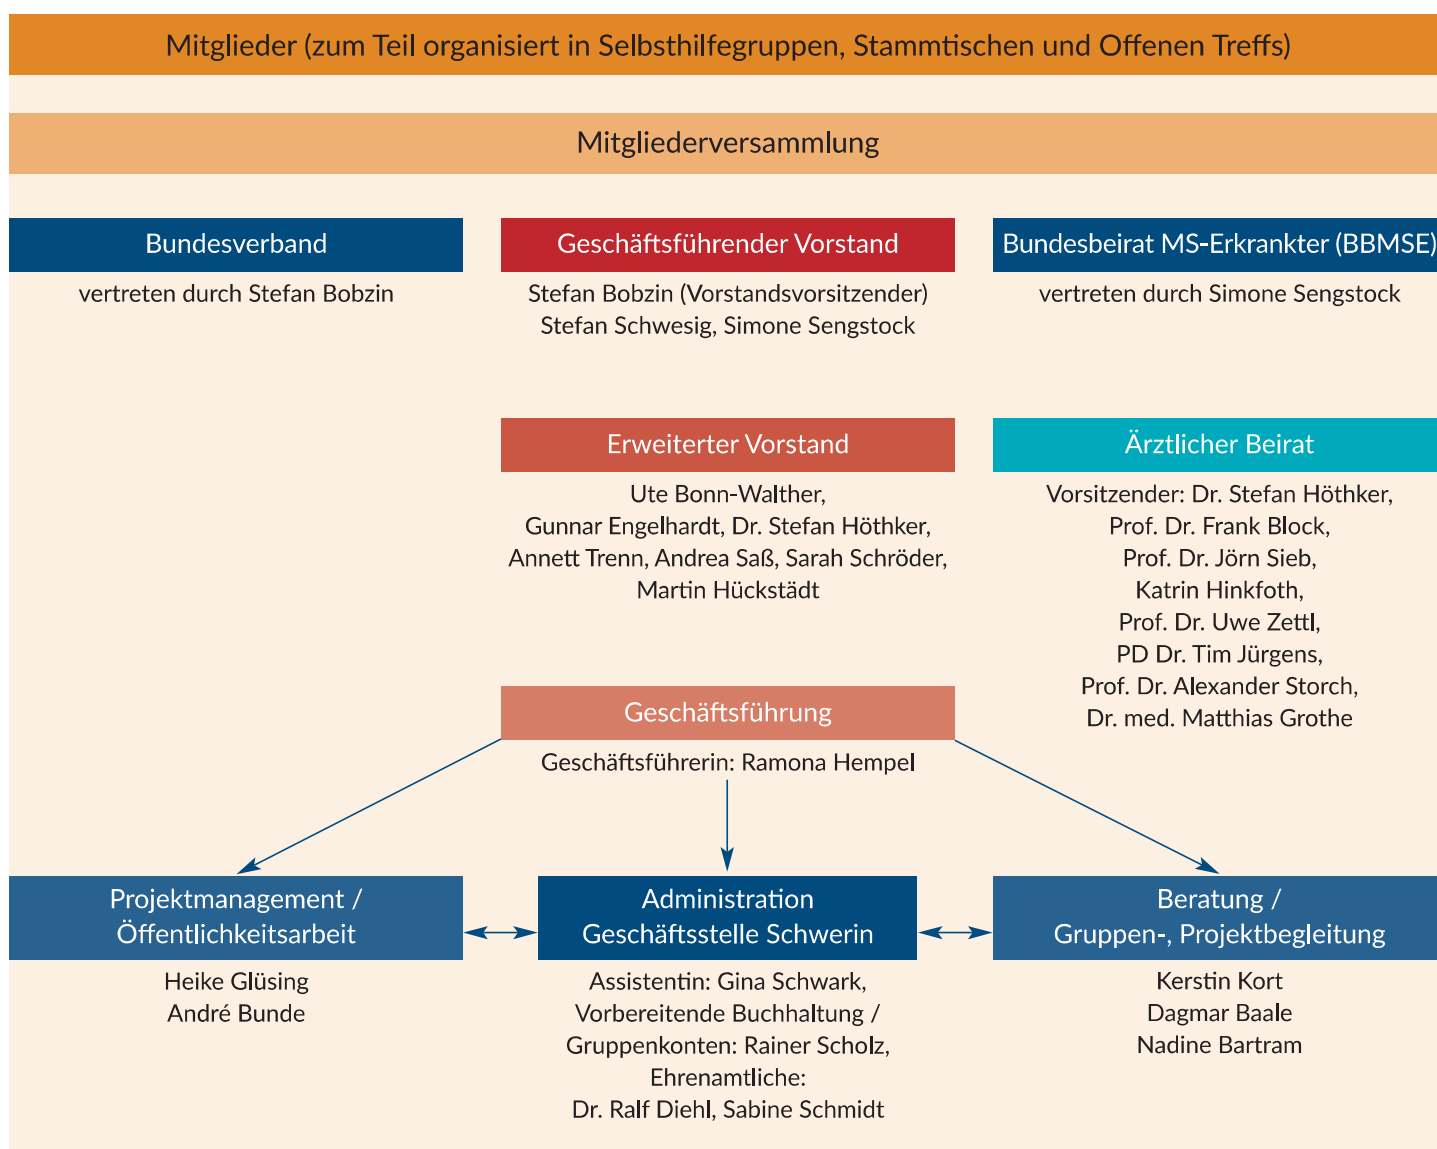 Mitglieder (zum Teil organisiert in Selbsthilfegruppen, Stammtischen und Offenen Treffs)
Mitgliederversammlung
Bundesverband
vertreten durch Stefan Bobzin
Geschäftsführender Vorstand
Stefan Bobzin (Vorstandsvorsitzender)
Stefan Schwesig, Simone Sengstock
Bundesbeirat MS-Erkrankter (BBMSE)
vertreten durch Simone Sengstock
Erweiterter Vorstand
Ute Bonn-Walther,
Gunnar Engelhardt, Dr. Stefan Höthker,
Annett Trenn, Andrea Saß, Sarah Schröder,
Martin Hückstädt
Ärztlicher Beirat
Vorsitzender: Dr. Stefan Höthker,
Prof. Dr. Frank Block,
Prof. Dr. Jörn Sieb,
Katrin Hinkfoth,
Prof. Dr. Uwe Zettl,
PD Dr. Tim Jürgens,
Prof. Dr. Alexander Storch,
Dr. med. Matthias Grothe
Geschäftsführung
Geschäftsführerin: Ramona Hempel
Projektmanagement /
Öffentlichkeitsarbeit
Heike Glüsing
André Bunde
Administration
Geschäftsstelle Schwerin
Assistentin: Gina Schwark,
Vorbereitende Buchhaltung /
Gruppenkonten: Rainer Scholz,
Ehrenamtliche:
Dr. Ralf Diehl, Sabine Schmidt
Beratung /
Gruppen-, Projektbegleitung
Kerstin Kort
Dagmar Baale
Nadine Bartram